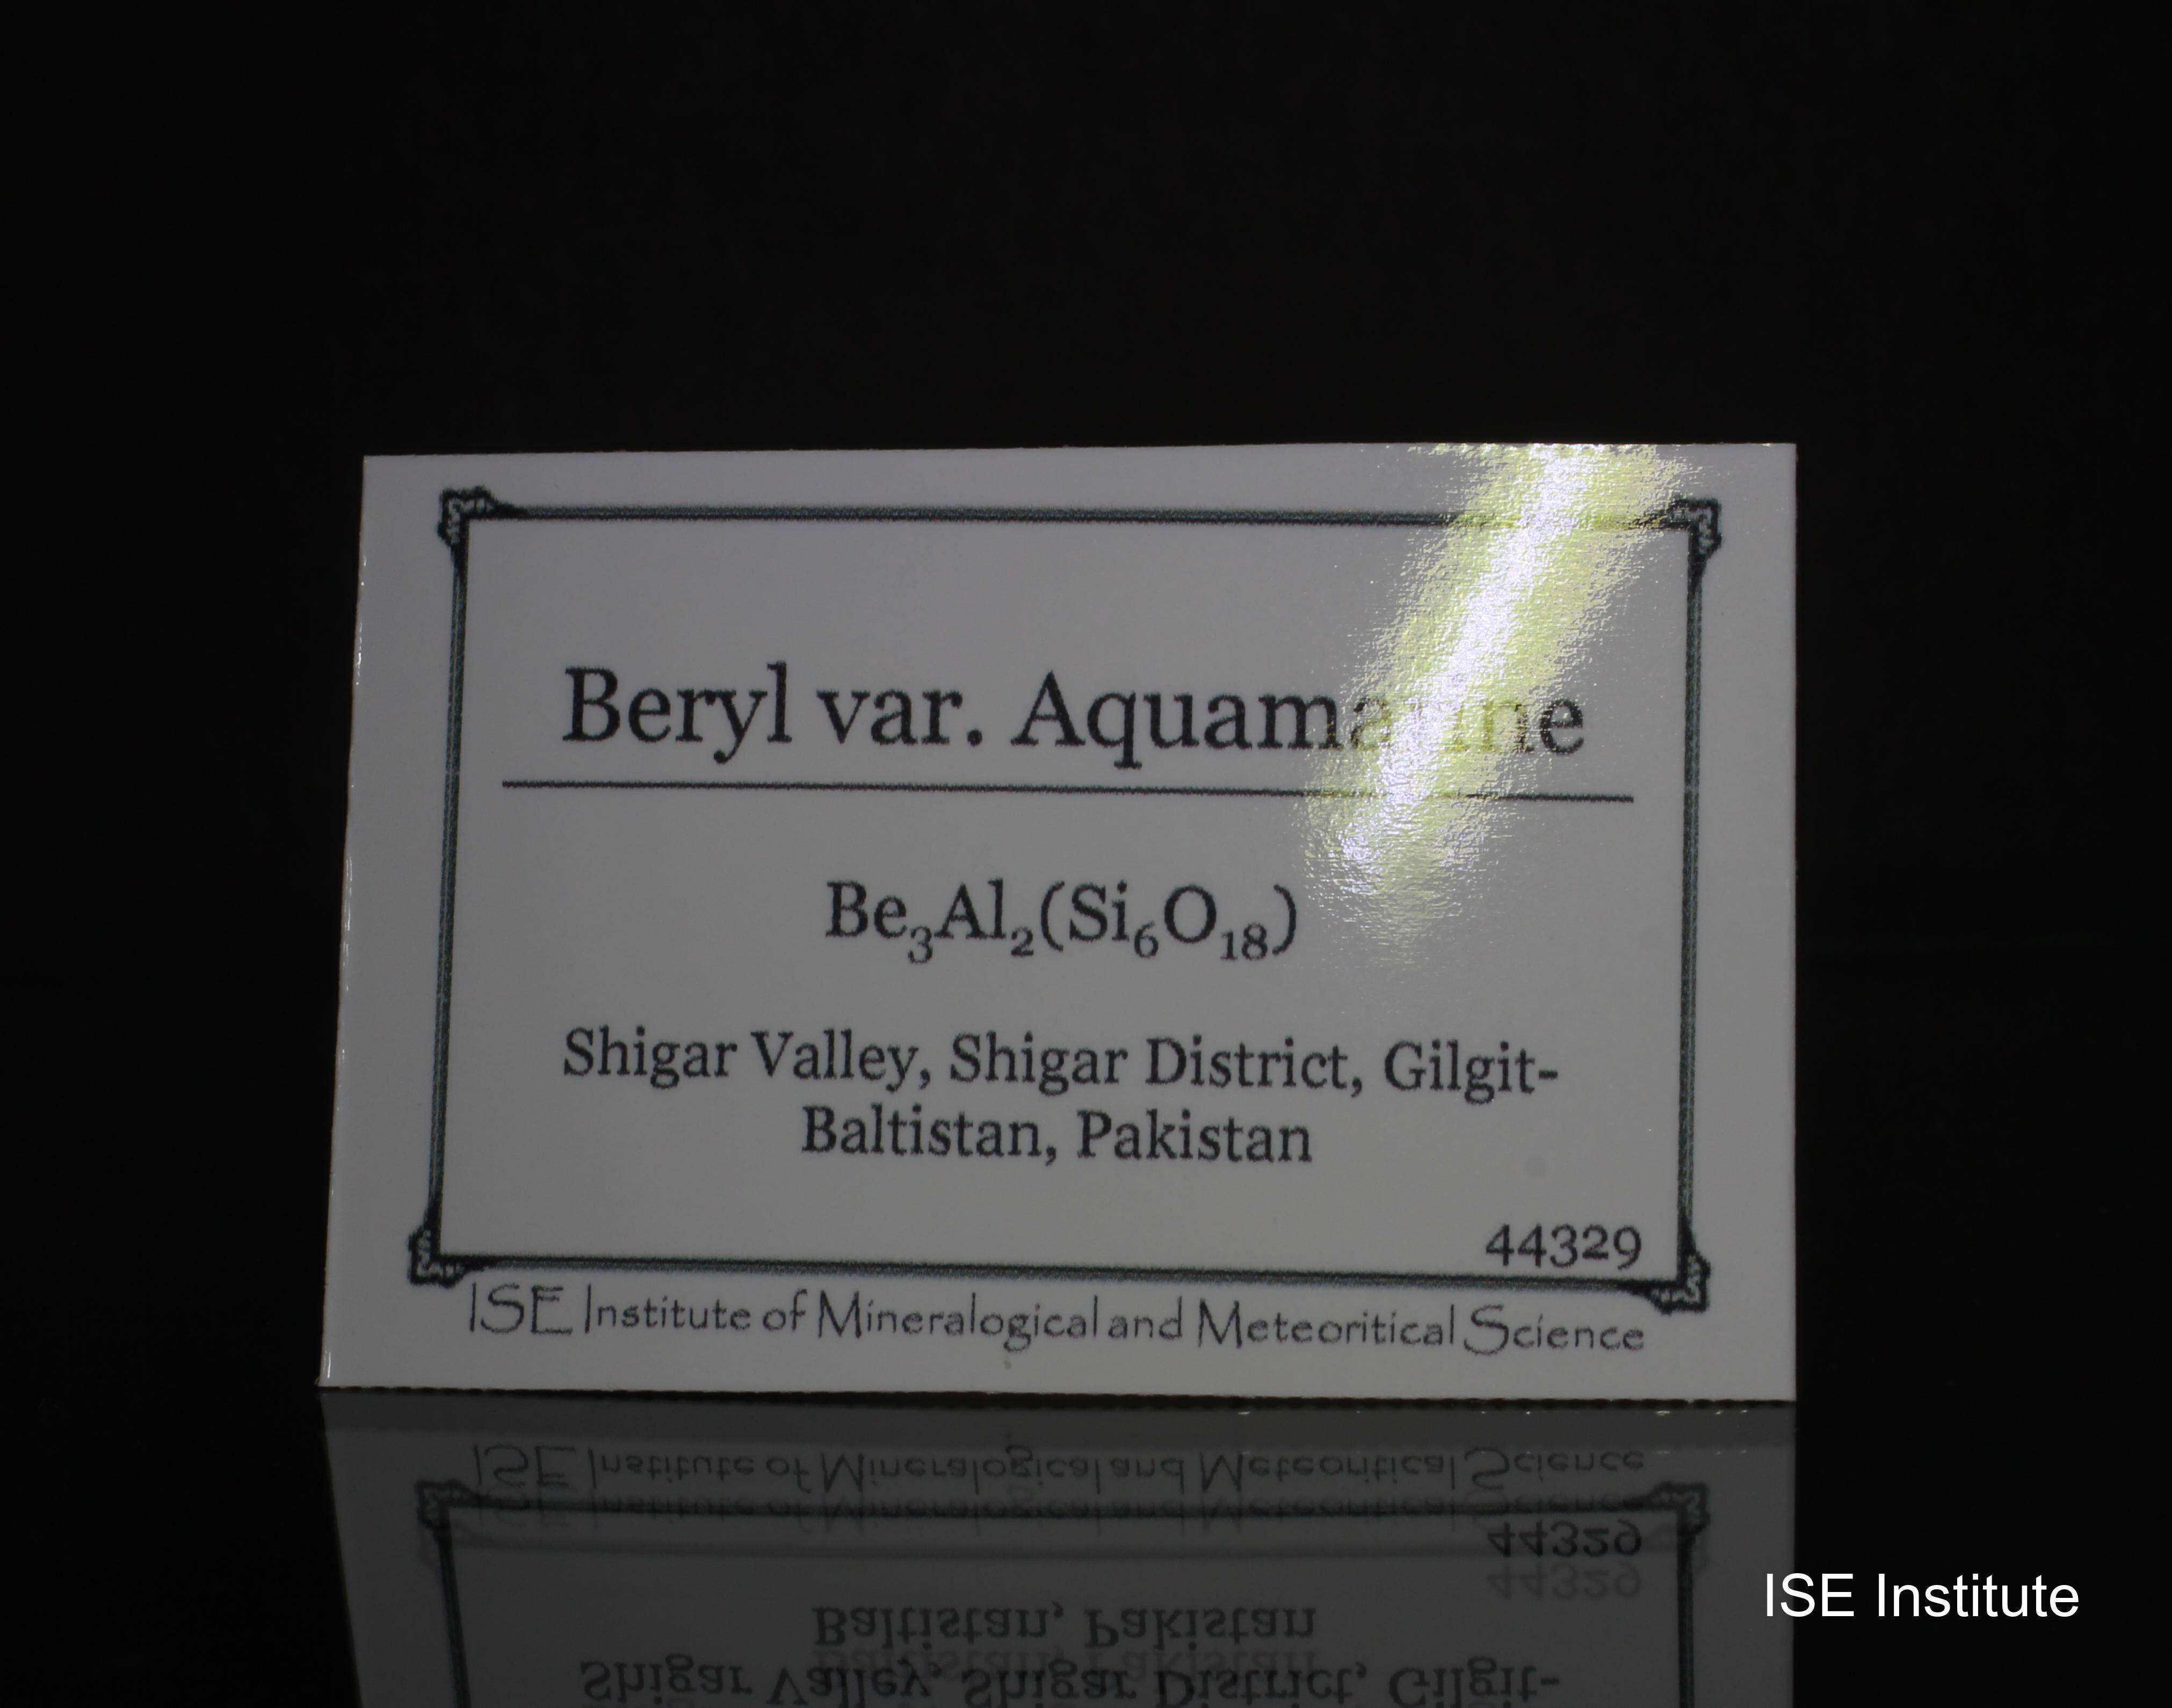 Beryl var. Aquamarine
Be₃Al₂(Si₆O₁₈)
Shigar Valley, Shigar District, Gilgit-
Baltistan, Pakistan
44329
ISE Institute of Mineralogical and Meteoritical Science
ISE Institute